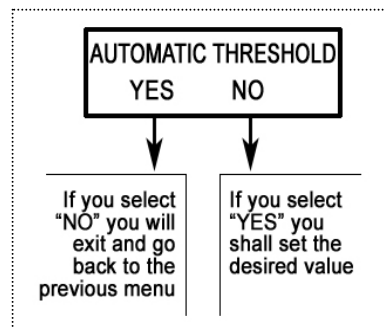 AUTOMATIC THRESHOLD
YES NO
If you select
“NO” you will
exit and go
back to the
previous menu
If you select
“YES” you
shall set the
desired value